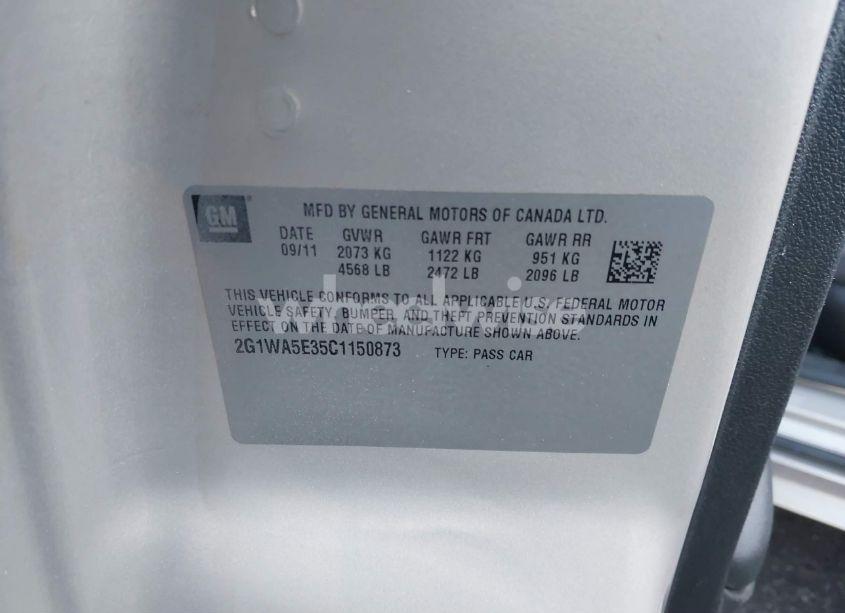 GM
MFD BY GENERAL MOTORS OF CANADA LTD.
DATE GVWR GAWR FRT GAWR RR
09/11 2073 KG 1122 KG 951 KG
4568 LB 2472 LB 2096 LB
THIS VEHICLE CONFORMS TO ALL APPLICABLE U.S. FEDERAL MOTOR
VEHICLE SAFETY, BUMPER, AND THEFT PREVENTION STANDARDS IN
EFFECT ON THE DATE OF MANUFACTURE SHOWN ABOVE.
2G1WA5E35C1150873 TYPE: PASS CAR